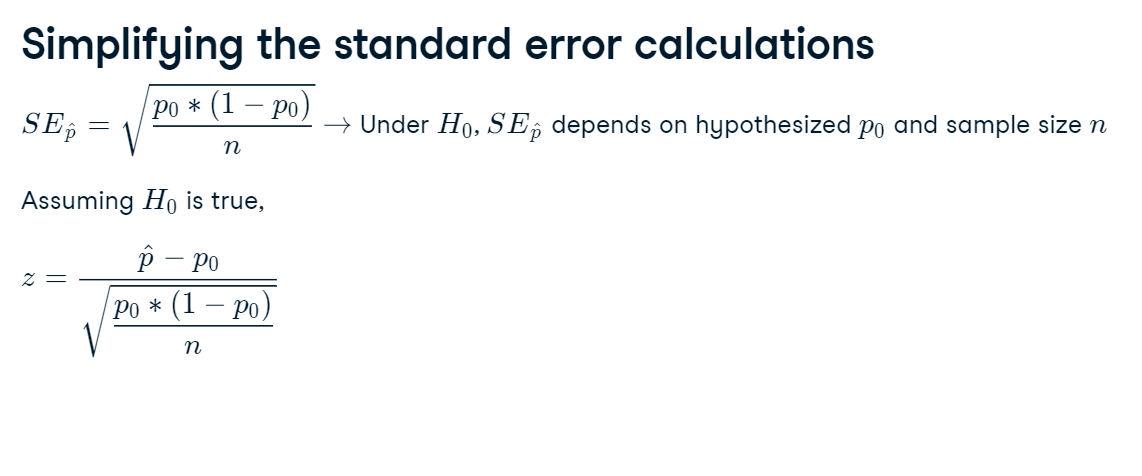 Simplifying the standard error calculations
$SE_{\hat{p}} = \sqrt{\frac{p_0 * (1 - p_0)}{n}}$ → Under $H_0$, $SE_{\hat{p}}$ depends on hypothesized $p_0$ and sample size $n$
Assuming $H_0$ is true,
$z = \frac{\hat{p} - p_0}{\sqrt{\frac{p_0 * (1 - p_0)}{n}}}$